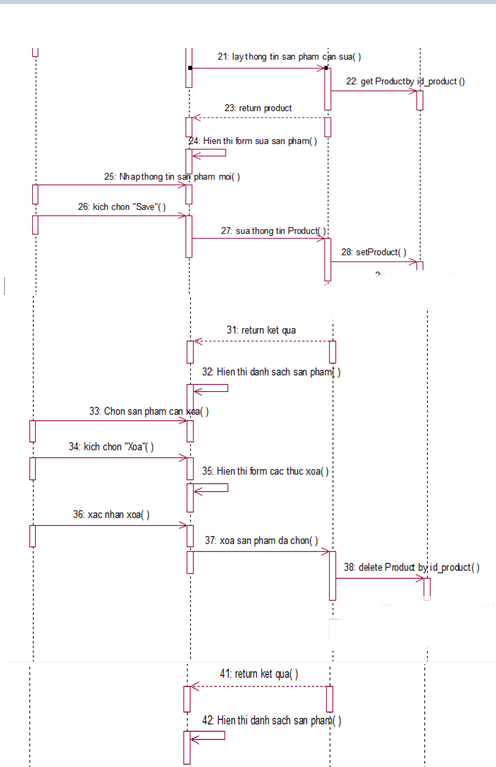 21: lay thong tin san pham can sua( )
22: get Productby id_product ()
23: return product
24: Hien thi form sua san pham( )
25: Nhap thong tin san pham moi( )
26: kich chon "Save"( )
27: sua thong tin Product( )
28: setProduct( )
31: return ket qua
32: Hien thi danh sach san pham( )
33: Chon san pham can xoa( )
34: kich chon "Xoa"( )
35: Hien thi form cac thuc xoa( )
36: xac nhan xoa( )
37: xoa san pham da chon( )
38: delete Product by id_product( )
41: return ket qua( )
42: Hien thi danh sach san pham( )